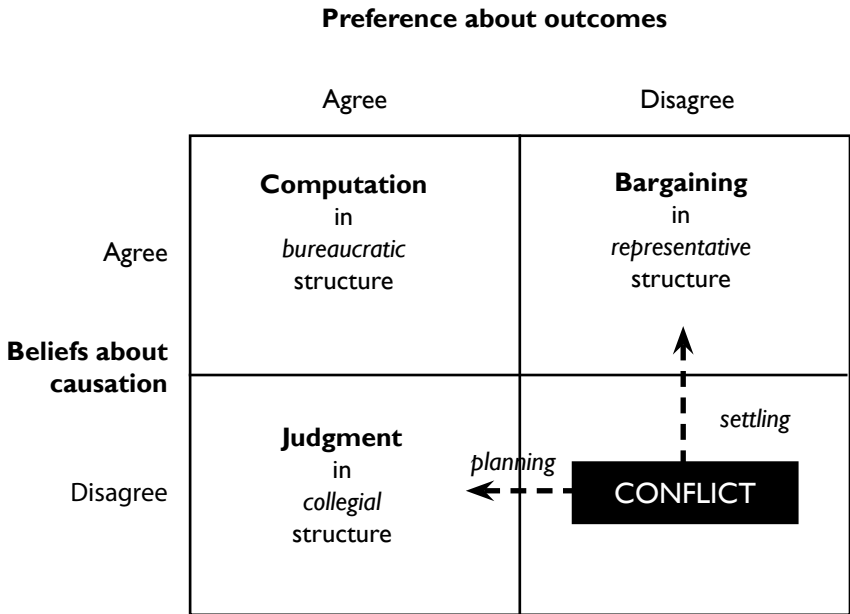 Preference about outcomes
Agree
Disagree
Computation
in
bureaucratic
structure
Bargaining
in
representative
structure
Agree
Beliefs about
causation
Judgment
in
collegial
structure
planning
settling
Disagree
CONFLICT